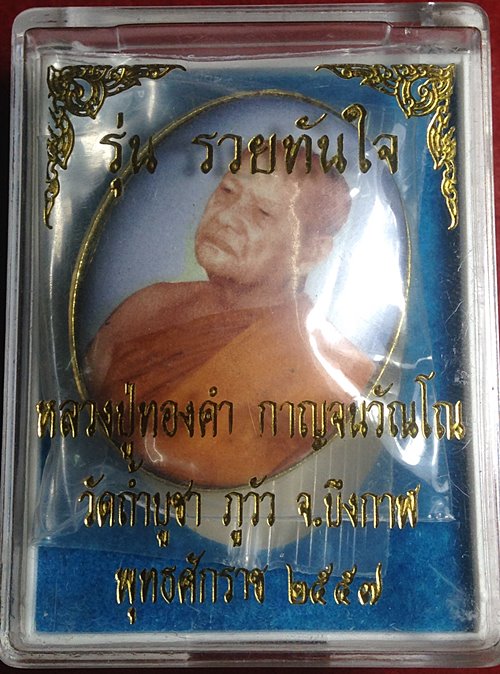 รุ่น รวยทันใจ
หลวงปู่ทองคำ กาญจนวัณโณ
วัดถ้ำบูชา ภูวัว จ.บึงกาฬ
พุทธศักราช ๒๕๕๗